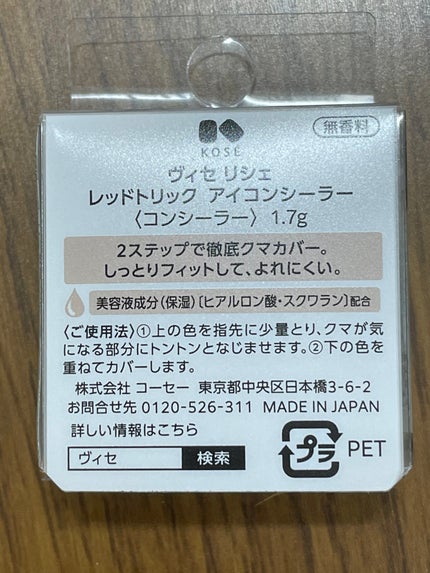 無香料
KOSÉ
ヴィセ リシェ
レッドトリック アイコンシーラー
〈コンシーラー〉 1.7g
2ステップで徹底クマカバー。
しっとりフィットして、よれにくい。
美容液成分(保湿)〔ヒアルロン酸・スクワラン〕配合
〈ご使用法〉①上の色を指先に少量とり、クマが気
になる部分にトントンとなじませます。②下の色を
重ねてカバーします。
株式会社 コーセー 東京都中央区日本橋3-6-2
お問合せ先 0120-526-311 MADE IN JAPAN
詳しい情報はこちら
ヴィセ 検索
プラ PET